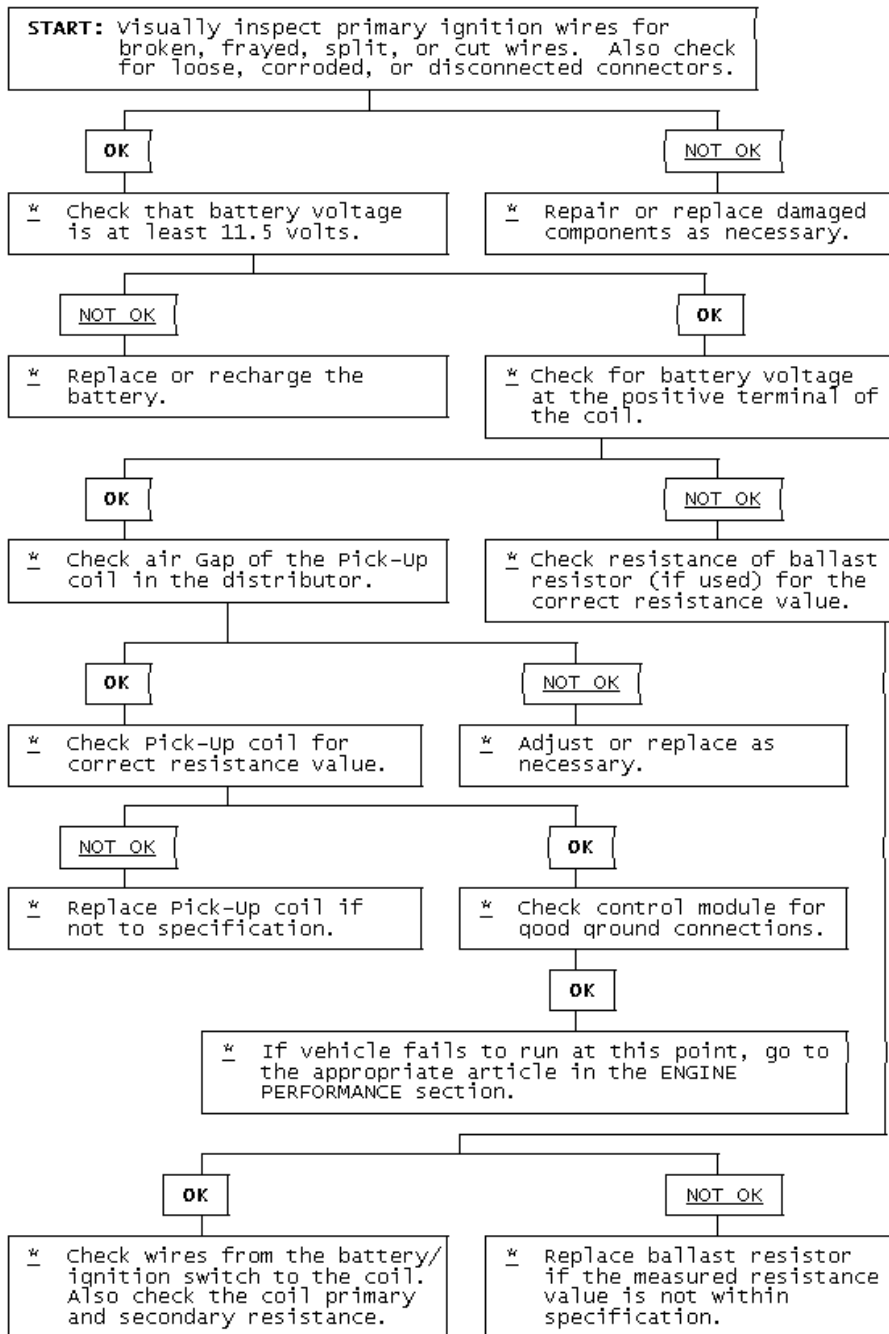 START: Visually inspect primary ignition wires for
broken, frayed, split, or cut wires. Also check
for loose, corroded, or disconnected connectors.
OK
NOT OK
* Check that battery voltage
is at least 11.5 volts.
* Repair or replace damaged
components as necessary.
NOT OK
OK
* Replace or recharge the
battery.
* Check for battery voltage
at the positive terminal of
the coil.
OK
NOT OK
* Check air Gap of the Pick-Up
coil in the distributor.
* Check resistance of ballast
resistor (if used) for the
correct resistance value.
OK
NOT OK
* Check Pick-Up coil for
correct resistance value.
* Adjust or replace as
necessary.
NOT OK
OK
* Replace Pick-Up coil if
not to specification.
* Check control module for
good ground connections.
OK
* If vehicle fails to run at this point, go to
the appropriate article in the ENGINE
PERFORMANCE section.
OK
NOT OK
* Check wires from the battery/
ignition switch to the coil.
Also check the coil primary
and secondary resistance.
* Replace ballast resistor
if the measured resistance
value is not within
specification.